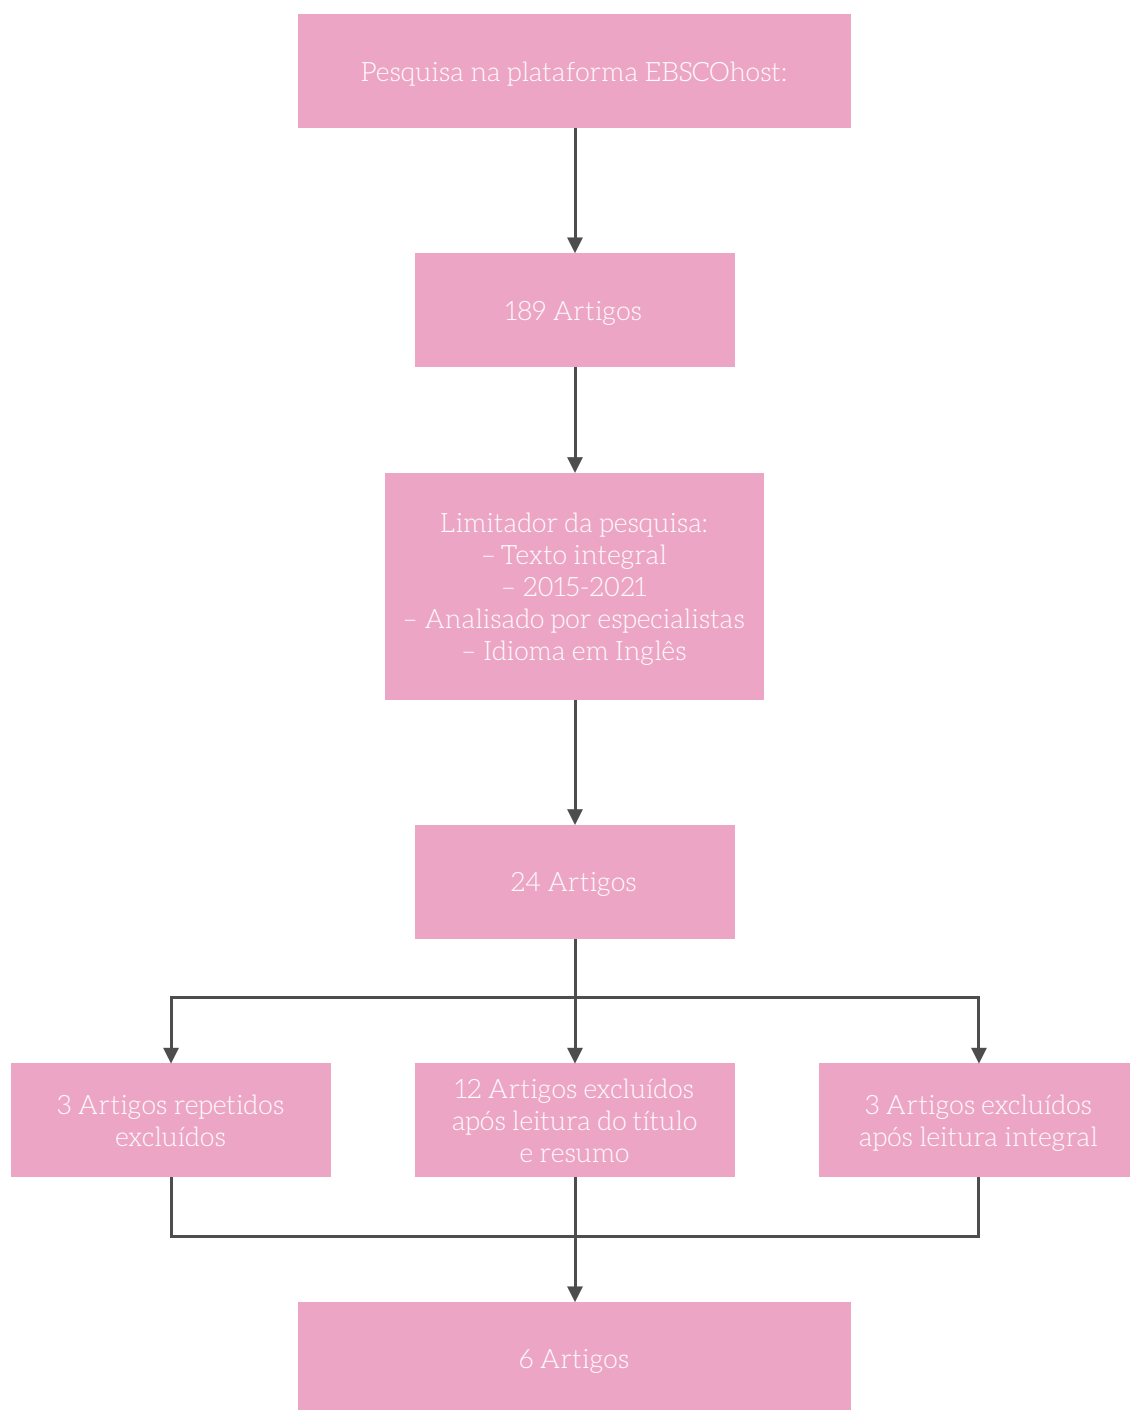 Pesquisa na plataforma EBSCOhost:
189 Artigos
Limitador da pesquisa:
– Texto integral
– 2015-2021
– Analisado por especialistas
– Idioma em Inglês
24 Artigos
3 Artigos repetidos
excluídos
12 Artigos excluídos
após leitura do título
e resumo
3 Artigos excluídos
após leitura integral
6 Artigos